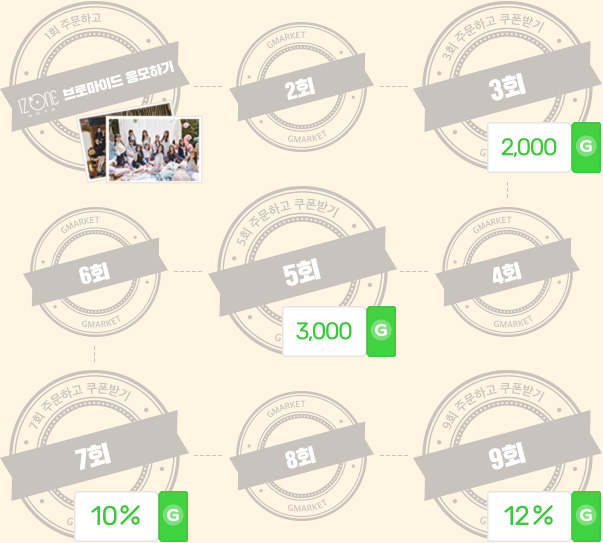 1회 주문하고
IZ*ONE 브로마이드 응모하기
GMARKET
2회
GMARKET
3회 주문하고 쿠폰받기
3회
2,000 G
GMARKET
6회
GMARKET
5회 주문하고 쿠폰받기
5회
3,000 G
GMARKET
4회
GMARKET
7회 주문하고 쿠폰받기
7회
10% G
GMARKET
8회
GMARKET
9회 주문하고 쿠폰받기
9회
12% G